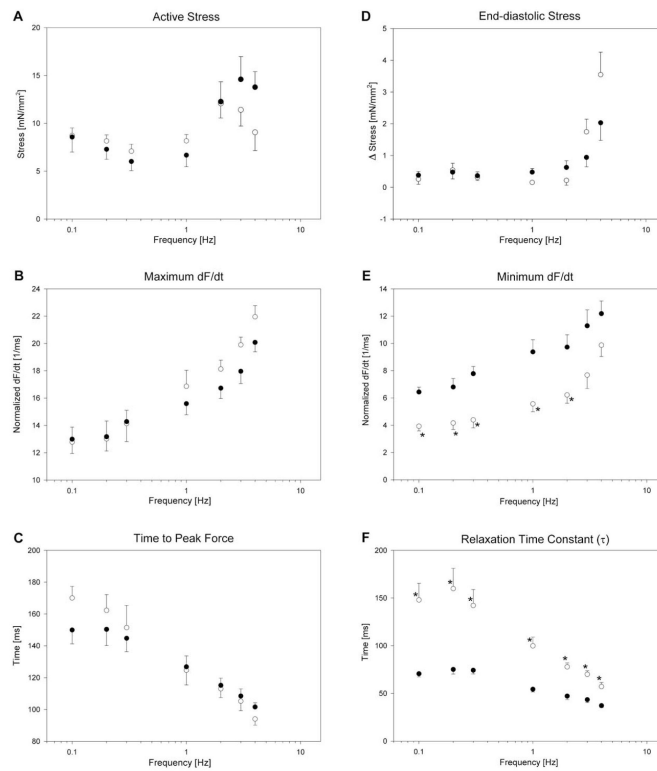 A
Active Stress
Stress [mN/mm²]
20
15
10
5
0
0.1
1
10
Frequency [Hz]
D
End-diastolic Stress
Δ Stress [mN/mm²]
5
4
3
2
1
0
-1
0.1
1
10
Frequency [Hz]
B
Maximum dF/dt
Normalized dF/dt [1/ms]
24
22
20
18
16
14
12
10
0.1
1
10
Frequency [Hz]
E
Minimum dF/dt
Normalized dF/dt [1/ms]
14
12
10
8
6
4
2
0
*
*
*
*
*
0.1
1
10
Frequency [Hz]
C
Time to Peak Force
Time [ms]
200
180
160
140
120
100
80
0.1
1
10
Frequency [Hz]
F
Relaxation Time Constant (τ)
Time [ms]
200
150
100
50
0
*
*
*
*
*
*
*
0.1
1
10
Frequency [Hz]